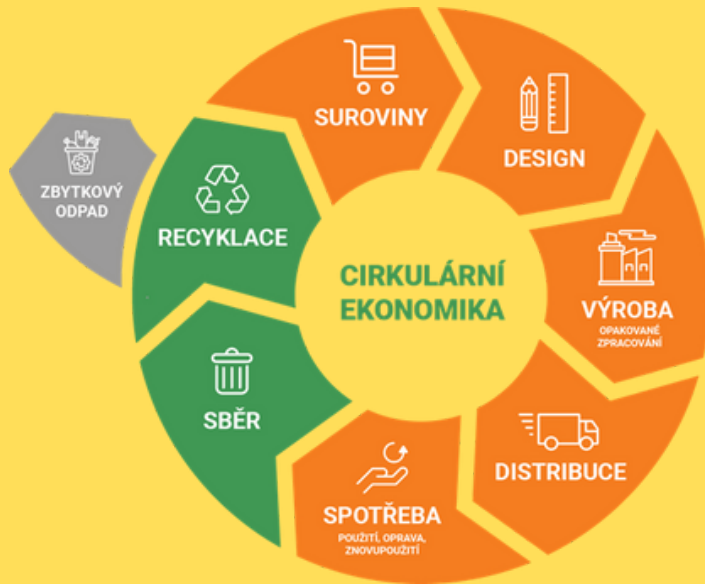 CIRKULÁRNÍ
EKONOMIKA
SUROVINY
DESIGN
VÝROBA
OPAKOVANÉ
ZPRACOVÁNÍ
DISTRIBUCE
SPOTŘEBA
POUŽITÍ, OPRAVA,
ZNOVUPOUŽITÍ
SBĚR
RECYKLACE
ZBYTKOVÝ
ODPAD